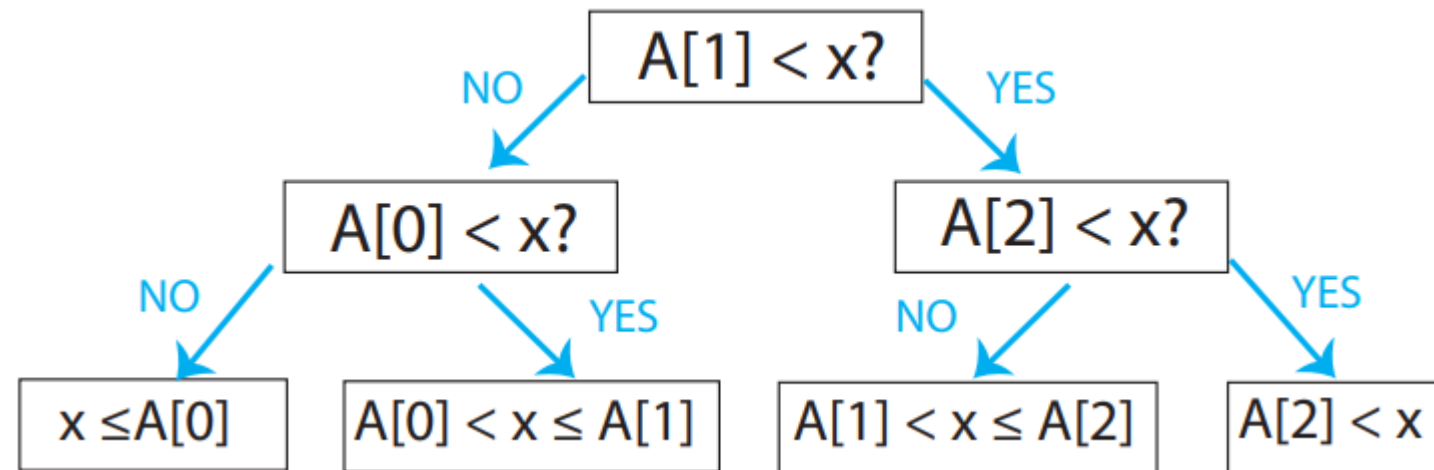 A[1] < x?
NO
YES
A[0] < x?
A[2] < x?
NO
YES
NO
YES
x ≤A[0]
A[0] < x ≤ A[1]
A[1] < x ≤ A[2]
A[2] < x